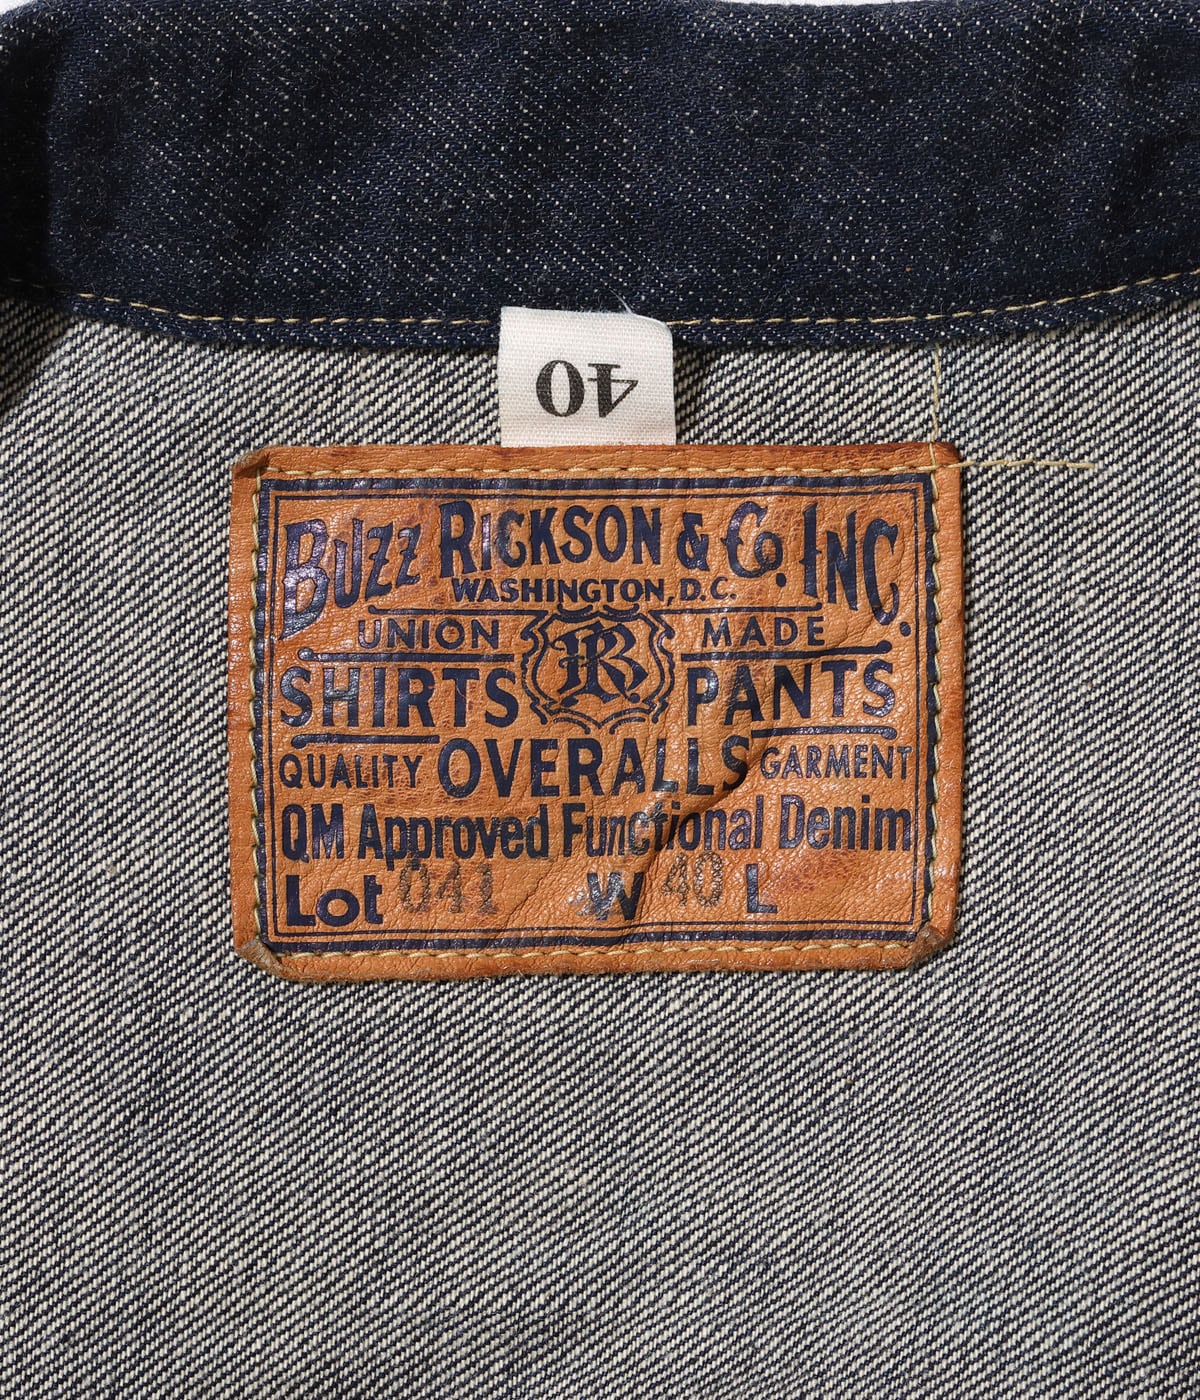 40
BUZZ RICKSON & CO. INC.
WASHINGTON, D.C.
UNION BR MADE
SHIRTS PANTS
QUALITY OVERALLS GARMENT
QM Approved Functional Denim
Lot 041 W 40 L